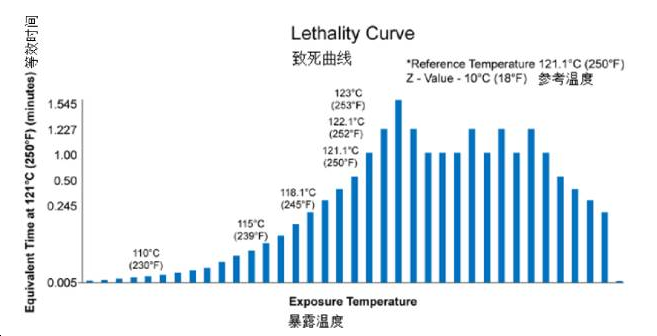 Lethality Curve
致死曲线
*Reference Temperature 121.1°C (250°F)
Z - Value - 10°C (18°F) 参考温度
Equivalent Time at 121°C (250°F) (minutes) 等效时间
1.545
1.227
1.00
0.50
0.245
0.005
110°C
(230°F)
115°C
(239°F)
118.1°C
(245°F)
121.1°C
(250°F)
122.1°C
(252°F)
123°C
(253°F)
Exposure Temperature
暴露温度